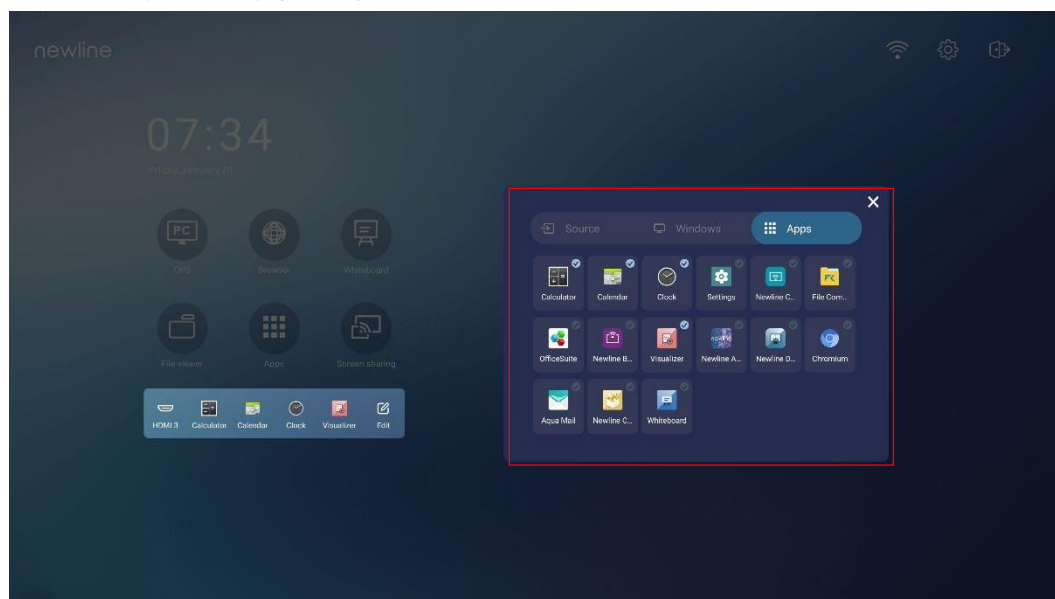 newline
07:34
Friday January 01
PC
OPS
Browser
Whiteboard
File viewer
Apps
Screen sharing
HDMI 3
Calculator
Calendar
Clock
Visualizer
Edit
Source
Windows
Apps
Calculator
Calendar
Clock
Settings
Newline C...
File Com...
OfficeSuite
Newline B...
Visualizer
Newline A...
Newline D...
Chromium
Aqua Mail
Newline C...
Whiteboard